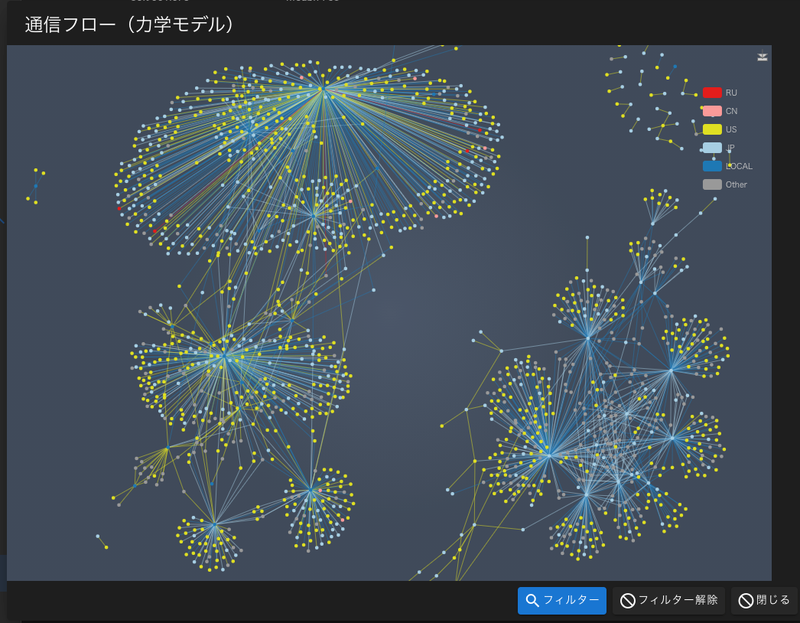 通信フロー（力学モデル）
RU
CN
US
JP
LOCAL
Other
フィルター
フィルター解除
閉じる